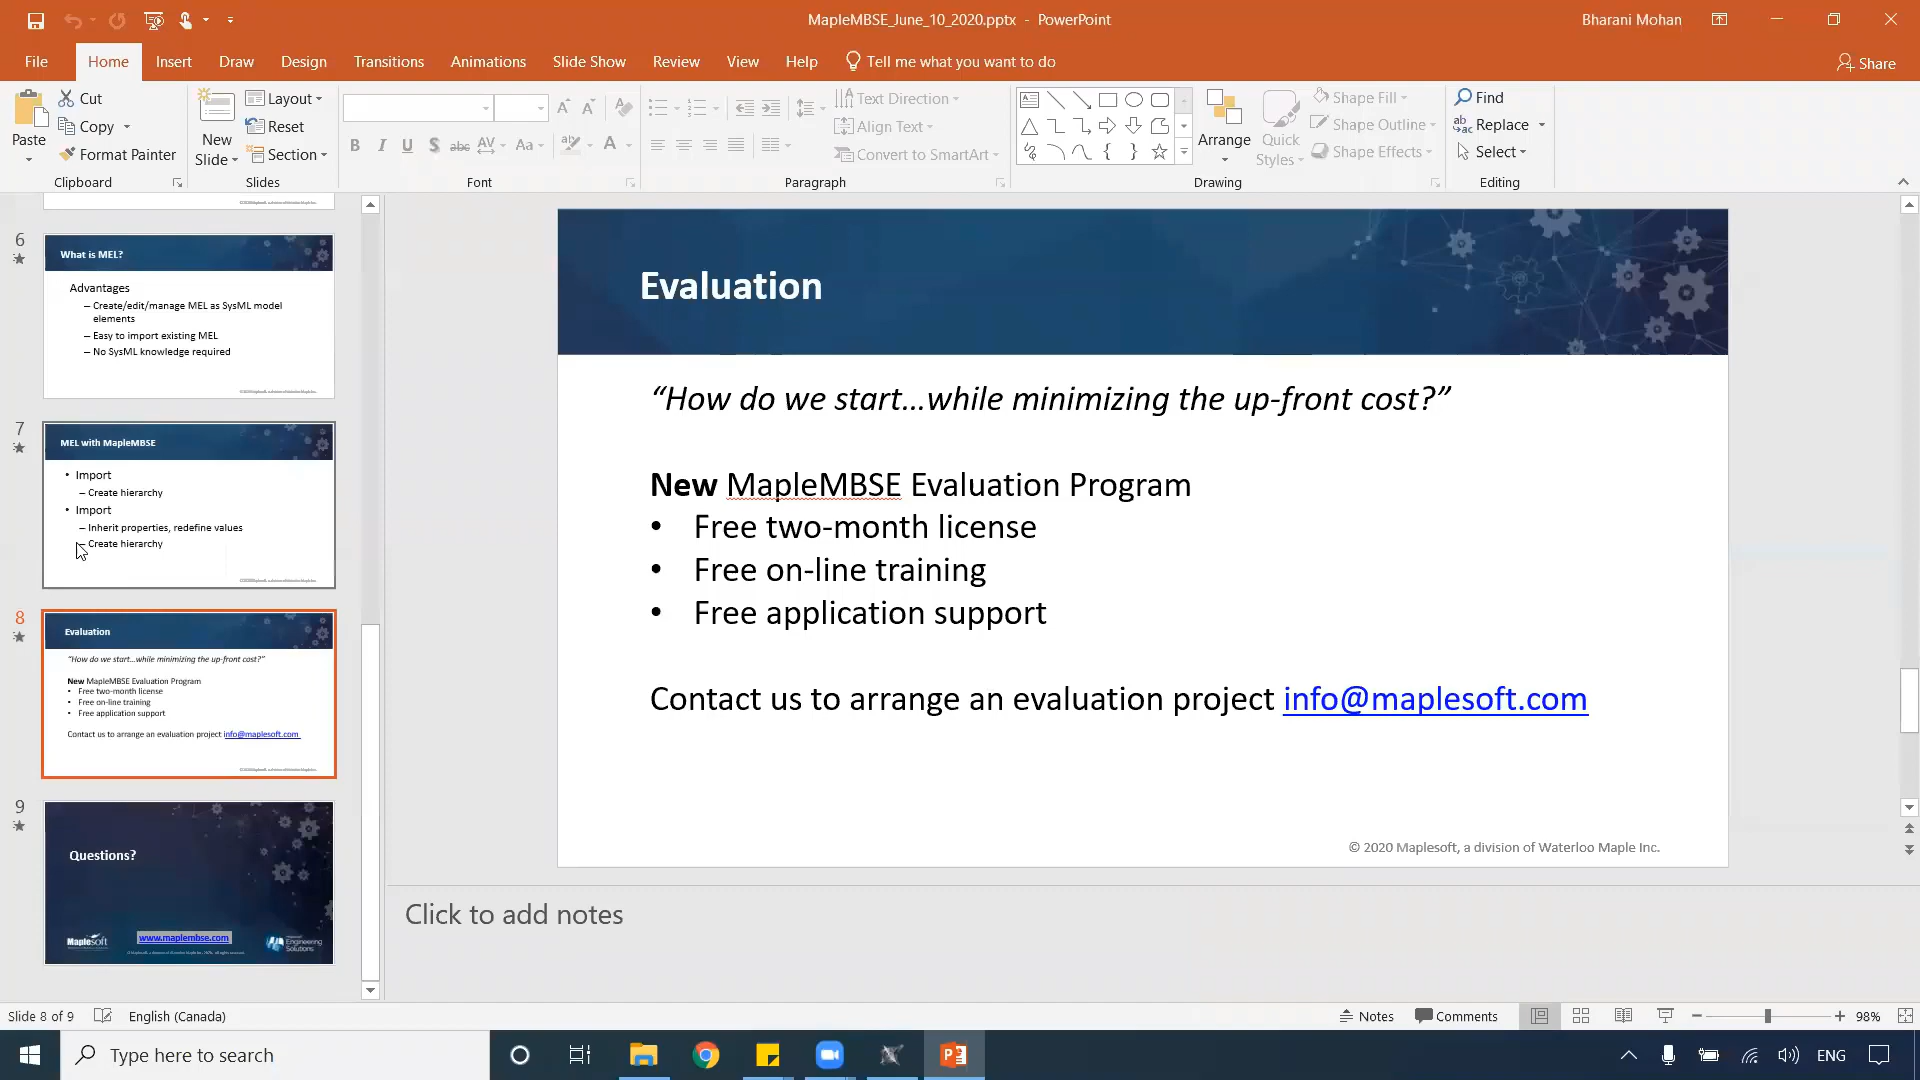 MapleMBSE_June_10_2020.pptx - PowerPoint
Bharani Mohan
File
Home
Insert
Draw
Design
Transitions
Animations
Slide Show
Review
View
Help
Tell me what you want to do
Share
Paste
Cut
Copy
Format Painter
Clipboard
New Slide
Layout
Reset
Section
Slides
Font
Text Direction
Align Text
Convert to SmartArt
Paragraph
Arrange
Quick Styles
Shape Fill
Shape Outline
Shape Effects
Drawing
Find
Replace
Select
Editing
6
What is MEL?
Advantages
– Create/edit/manage MEL as SysML model
elements
– Easy to import existing MEL
– No SysML knowledge required
7
MEL with MapleMBSE
• Import
– Create hierarchy
• Import
– Inherit properties, redefine values
– Create hierarchy
8
Evaluation
“How do we start...while minimizing the up-front cost?”
New MapleMBSE Evaluation Program
• Free two-month license
• Free on-line training
• Free application support
Contact us to arrange an evaluation project info@maplesoft.com
9
Questions?
Maplesoft
www.maplembse.com
Engineering Solutions
Evaluation
“How do we start...while minimizing the up-front cost?”
New MapleMBSE Evaluation Program
• Free two-month license
• Free on-line training
• Free application support
Contact us to arrange an evaluation project info@maplesoft.com
© 2020 Maplesoft, a division of Waterloo Maple Inc.
Click to add notes
Slide 8 of 9
English (Canada)
Notes
Comments
98%
Type here to search
ENG